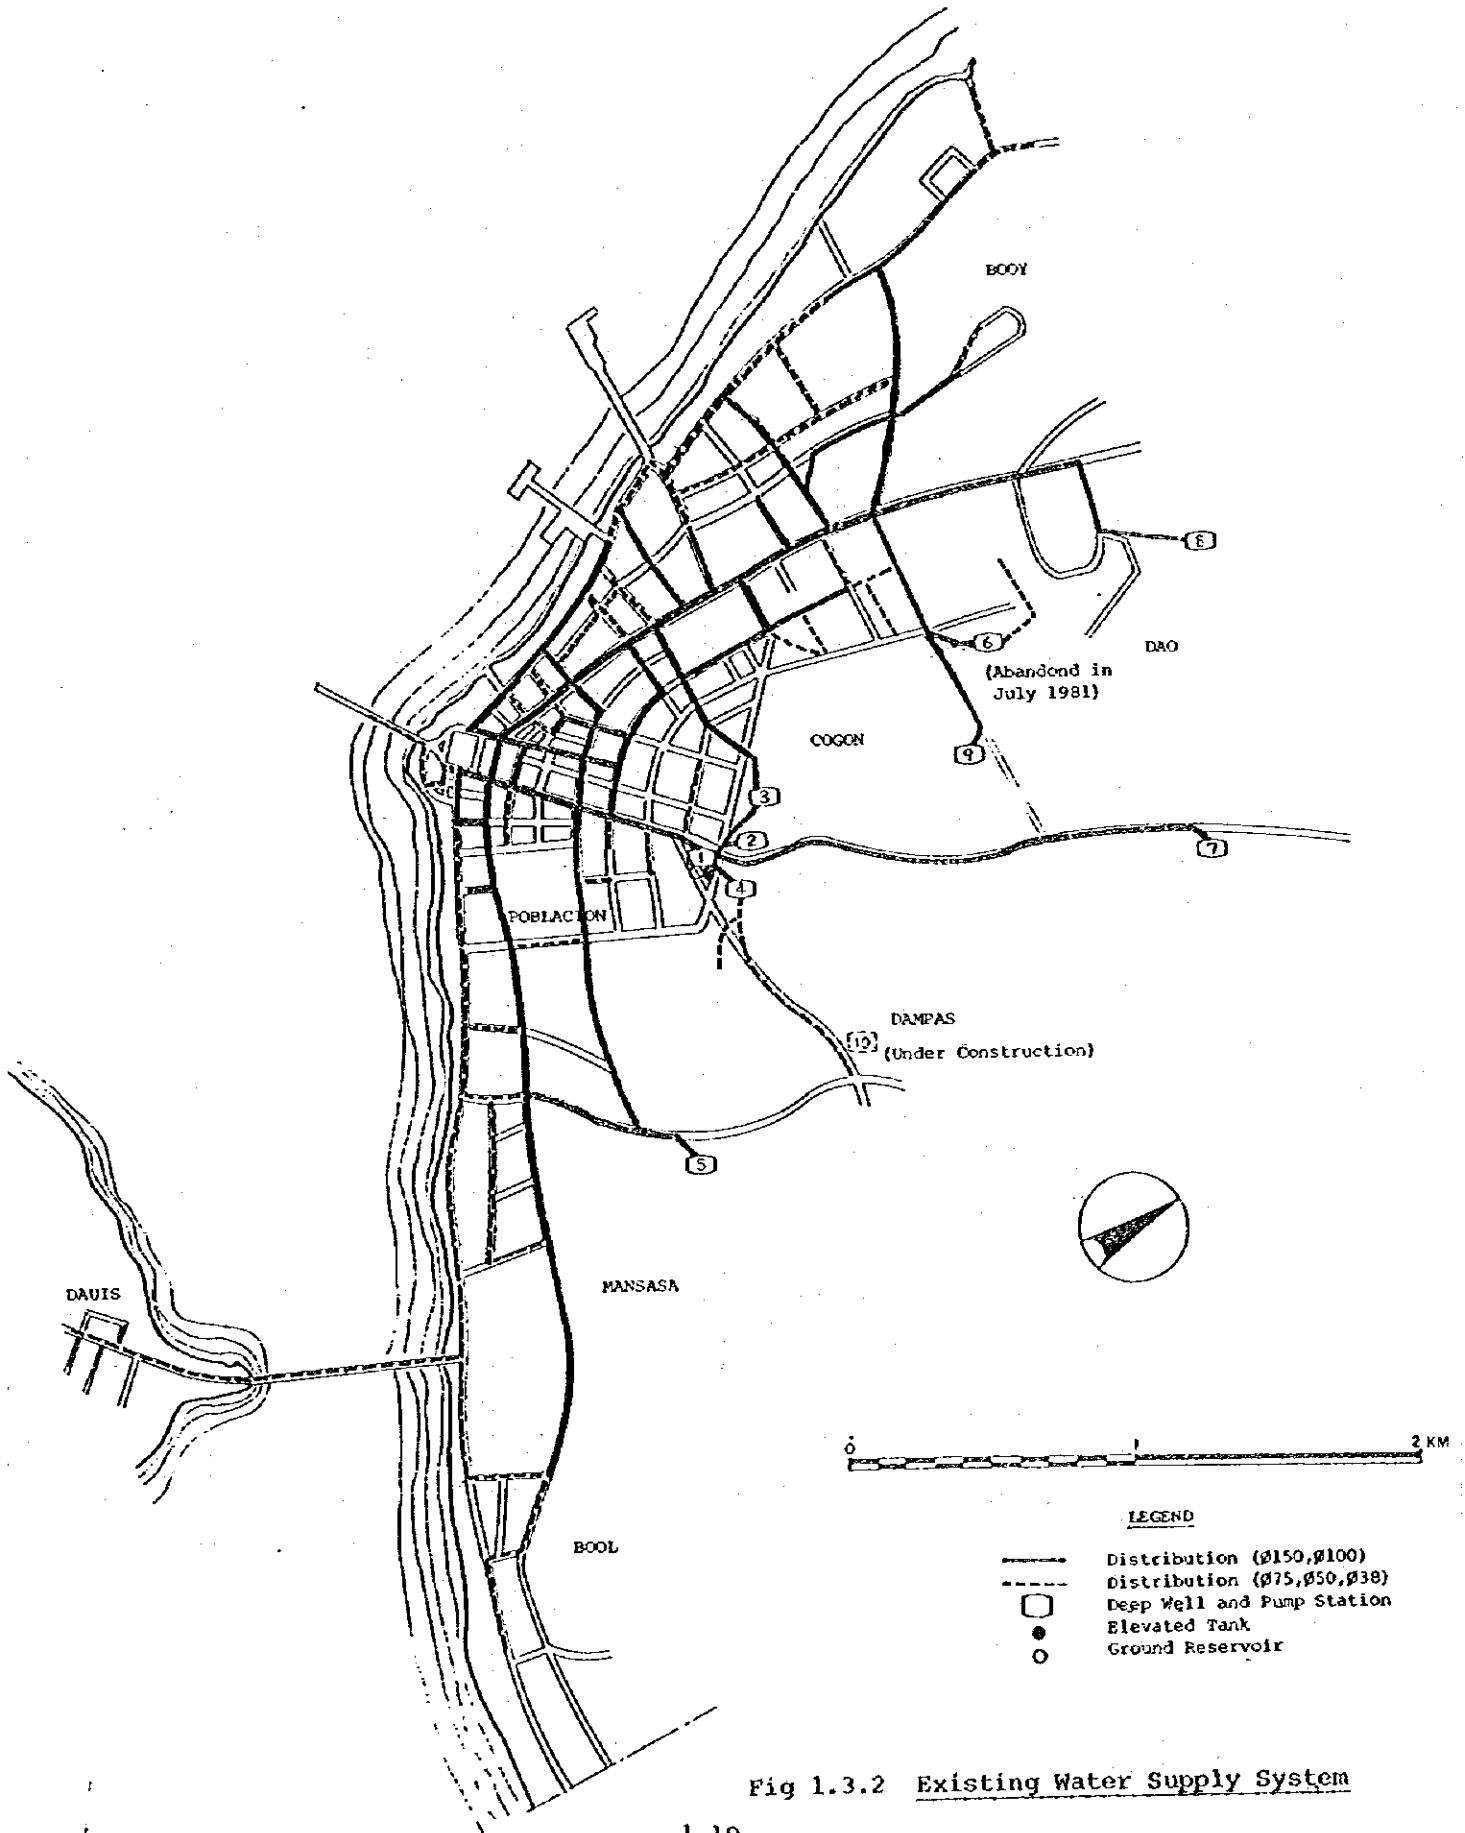 BOOY
8
6
DAO
(Abandond in
July 1981)
COGON
9
3
2
7
1
4
POBLACION
DAMPAS
10
(Under Construction)
5
DAUIS
MANSASA
0 1 2 KM
BOOL
LEGEND
Distribution (Ø150,Ø100)
Distribution (Ø75,Ø50,Ø38)
Deep Well and Pump Station
Elevated Tank
Ground Reservoir
Fig 1.3.2 Existing Water Supply System